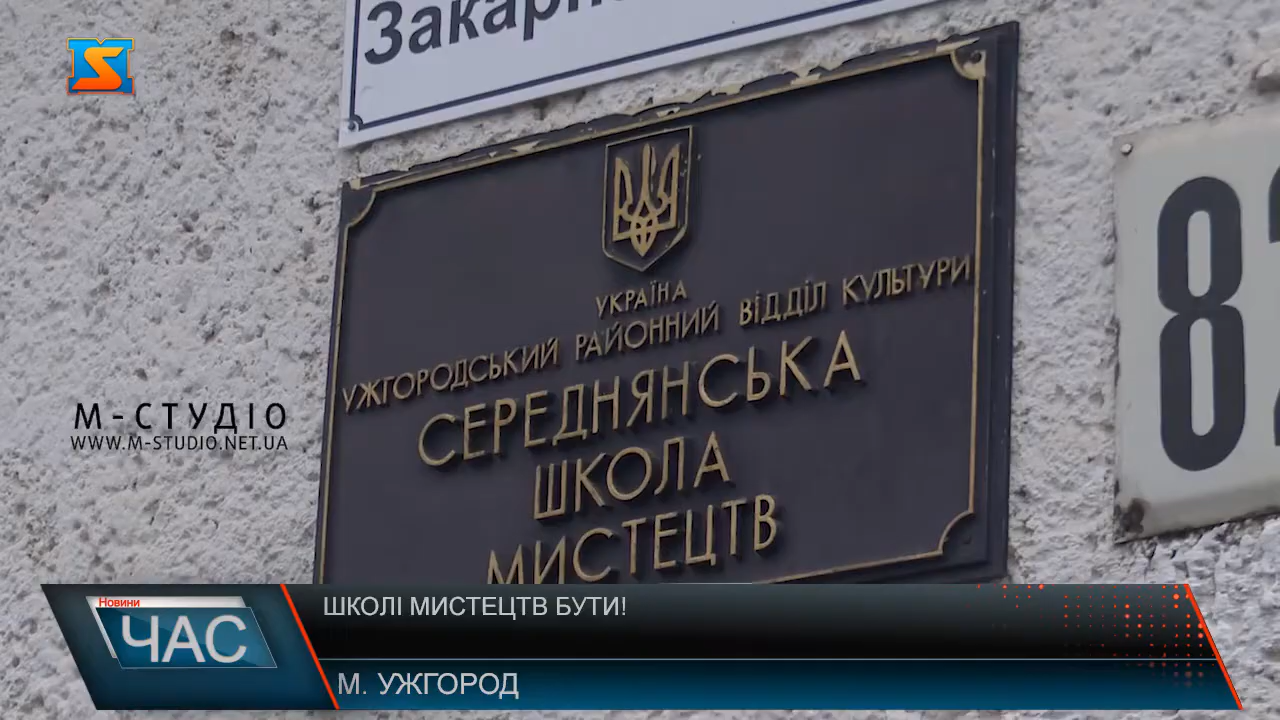 УКРАЇНА
УЖГОРОДСЬКИЙ РАЙОННИЙ ВІДДІЛ КУЛЬТУРИ
СЕРЕДНЯНСЬКА
ШКОЛА
МИСТЕЦТВ
М-СТУДІО
WWW.M-STUDIO.NET.UA
Новини
ЧАС
ШКОЛІ МИСТЕЦТВ БУТИ!
М. УЖГОРОД